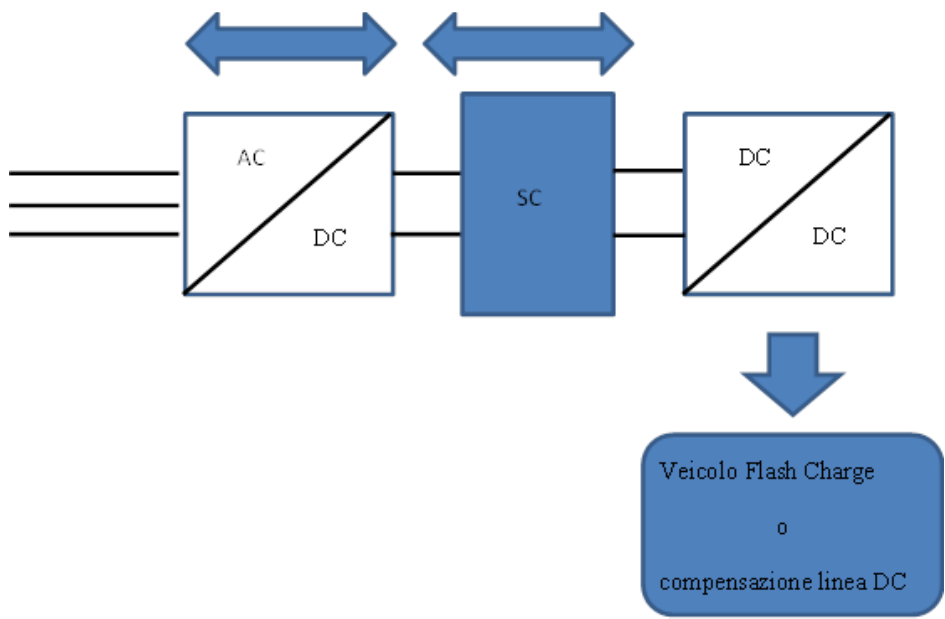 AC
DC
SC
DC
DC
Veicolo Flash Charge
o
compensazione linea DC